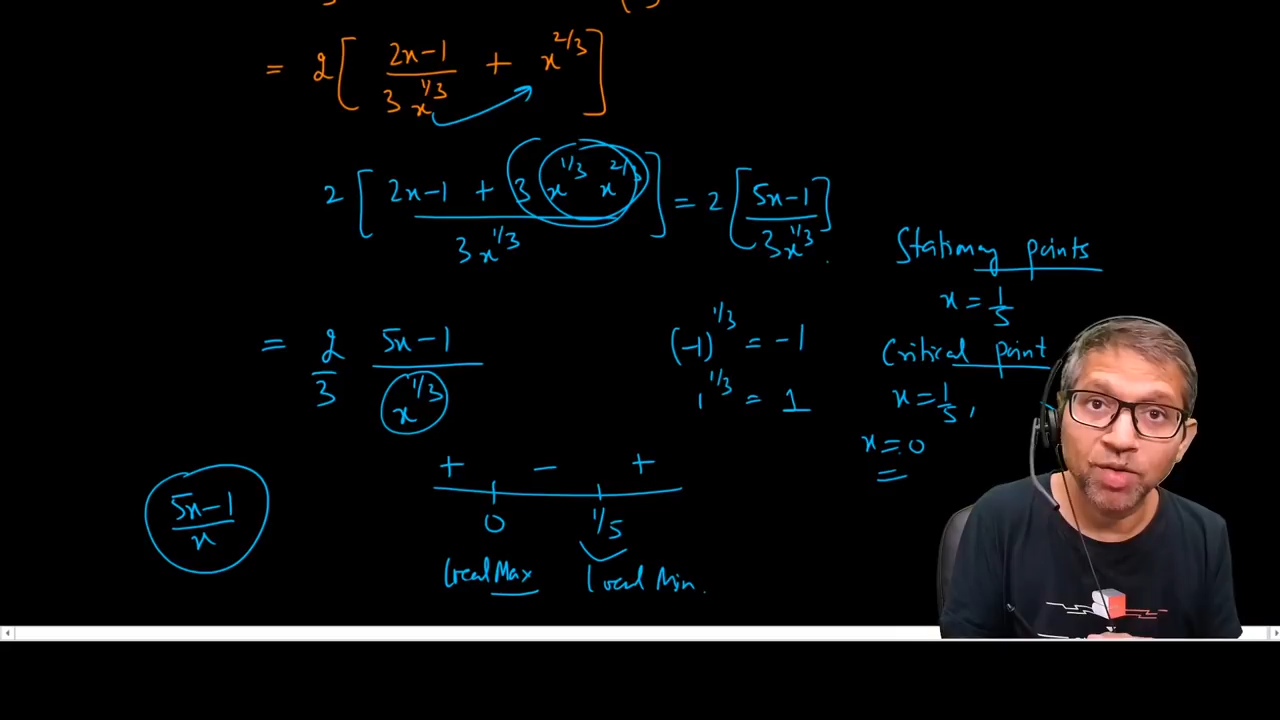 = 2[ (2x-1)/(3x^{1/3}) + x^{2/3} ]
2[ (2x-1 + 3 x^{1/3} x^{2/3})/(3x^{1/3}) ] = 2[ (5x-1)/(3x^{1/3}) ]
Stationary points
x = 1/5
= 2/3 (5x-1)/(x^{1/3})
(-1)^{1/3} = -1
1^{1/3} = 1
Critical point
x = 1/5,
x = 0
+ - +
0 1/5
Local Max Local Min.
(5x-1)/x